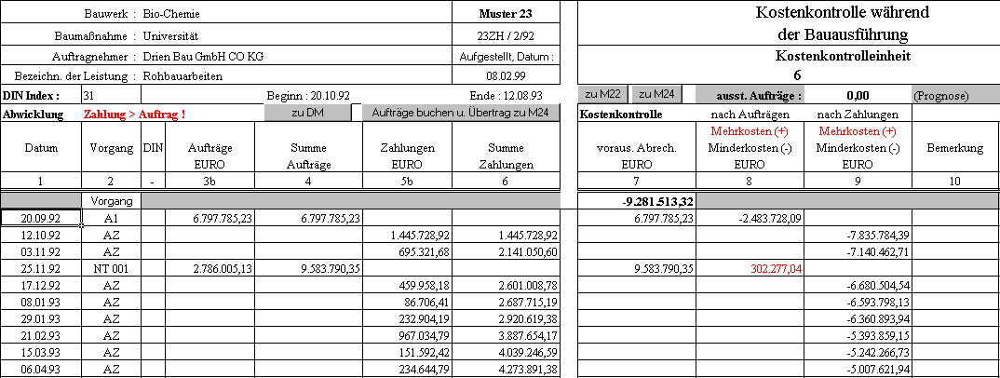 Bauwerk : Bio-Chemie Muster 23 Kostenkontrolle während
Baumaßnahme : Universität 23ZH / 2/92 der Bauausführung
Auftragnehmer : Drien Bau GmbH CO KG Aufgestellt, Datum : Kostenkontrolleinheit
Bezeichn. der Leistung : Rohbauarbeiten 08.02.99 6
DIN Index : 31 Beginn : 20.10.92 Ende : 12.08.93 zu M22 zu M24 ausst. Aufträge : 0,00 (Prognose)
Abwicklung Zahlung > Auftrag ! zu DM Aufträge buchen u. Übertrag zu M24 Kostenkontrolle nach Aufträgen nach Zahlungen
Mehrkosten (+) Mehrkosten (+)
Datum Vorgang DIN Aufträge Summe Zahlungen Summe voraus. Abrech. Minderkosten (-) Minderkosten (-) Bemerkung
EURO Aufträge EURO Zahlungen EURO EURO EURO
1 2 - 3b 4 5b 6 7 8 9 10
Vorgang -9.281.513,32
20.09.92 A1 6.797.785,23 6.797.785,23 6.797.785,23 -2.483.728,09
12.10.92 AZ 1.445.728,92 1.445.728,92 -7.835.784,39
03.11.92 AZ 695.321,68 2.141.050,60 -7.140.462,71
25.11.92 NT 001 2.786.005,13 9.583.790,35 9.583.790,35 302.277,04
17.12.92 AZ 459.958,18 2.601.008,78 -6.680.504,54
08.01.93 AZ 86.706,41 2.687.715,19 -6.593.798,13
29.01.93 AZ 232.904,19 2.920.619,38 -6.360.893,94
21.02.93 AZ 967.034,79 3.887.654,17 -5.393.859,15
15.03.93 AZ 151.592,42 4.039.246,59 -5.242.266,73
06.04.93 AZ 234.644,79 4.273.891,38 -5.007.621,94